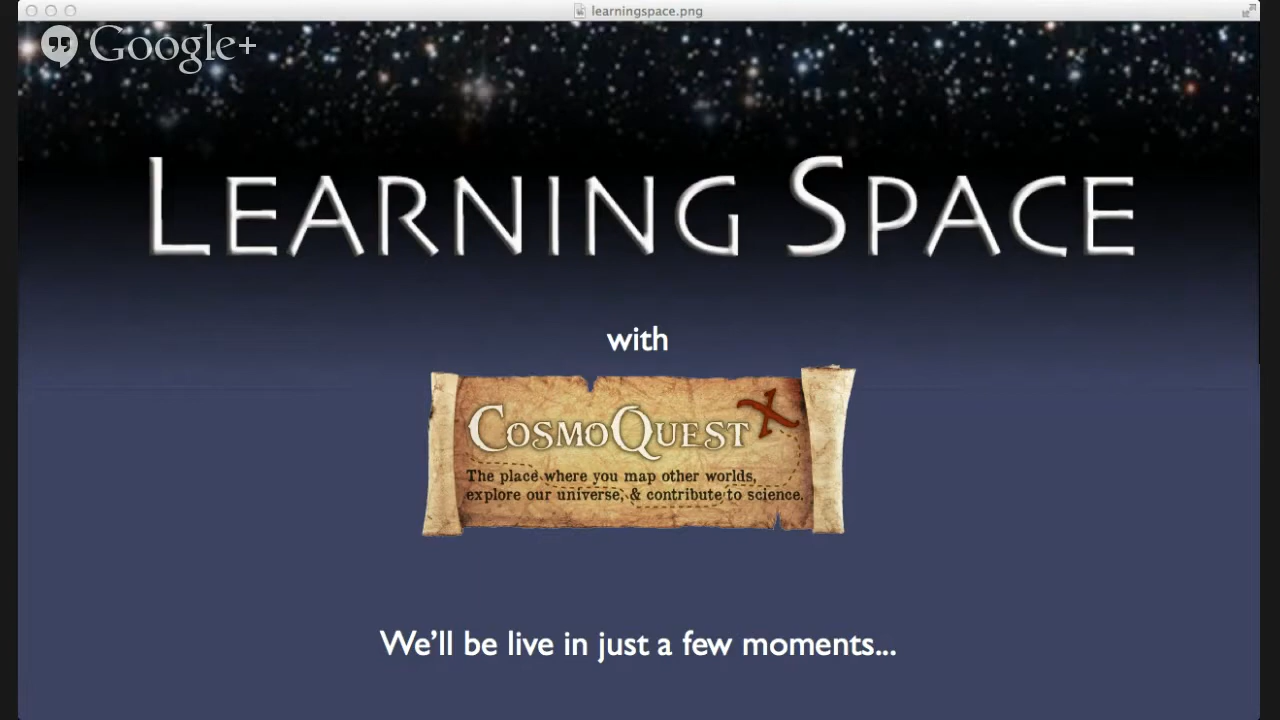 learningspace.png
Google+
LEARNING SPACE
with
COSMOQUEST
The place where you map other worlds,
explore our universe, & contribute to science.
We'll be live in just a few moments...